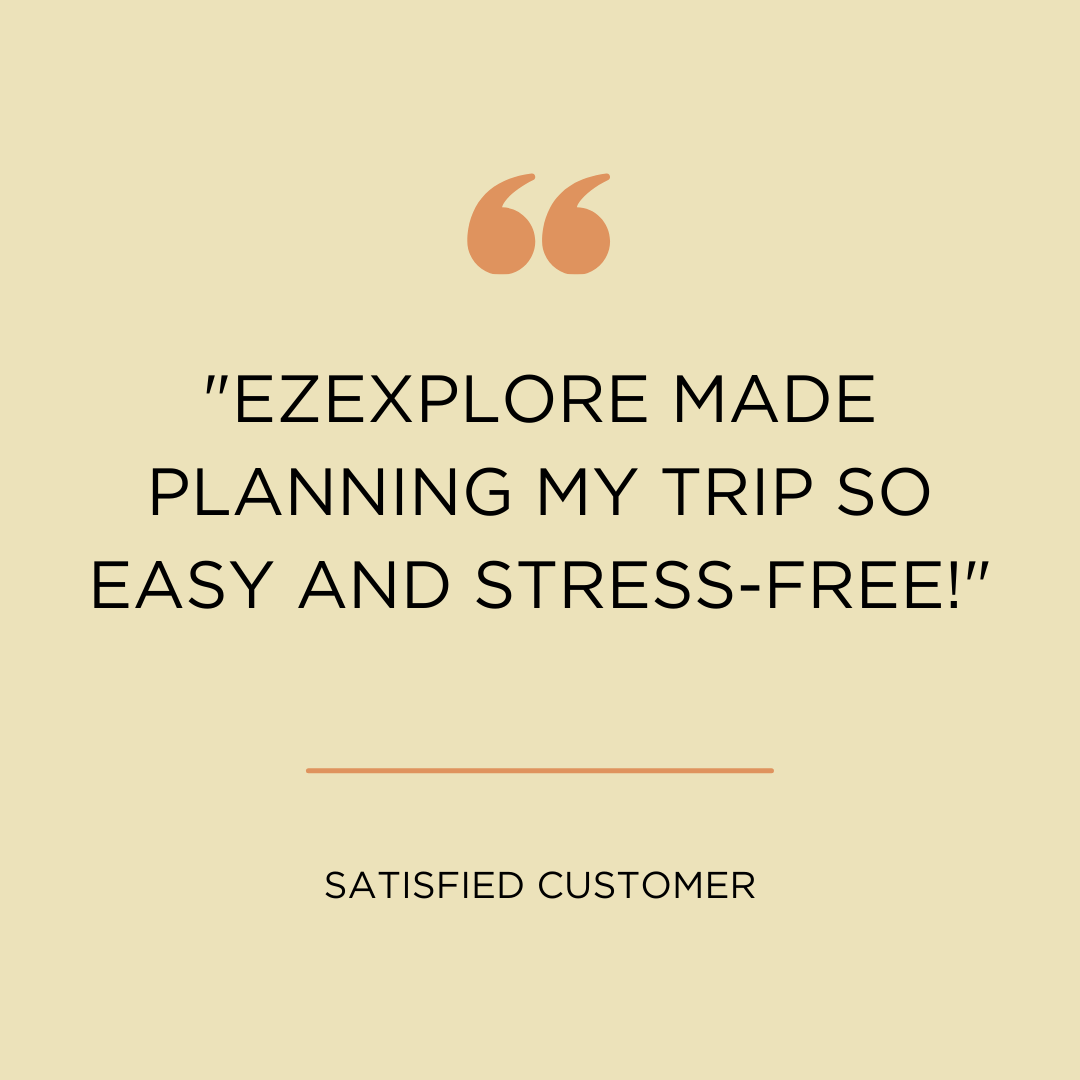 "EZEXPLORE MADE
PLANNING MY TRIP SO
EASY AND STRESS-FREE!"
SATISFIED CUSTOMER